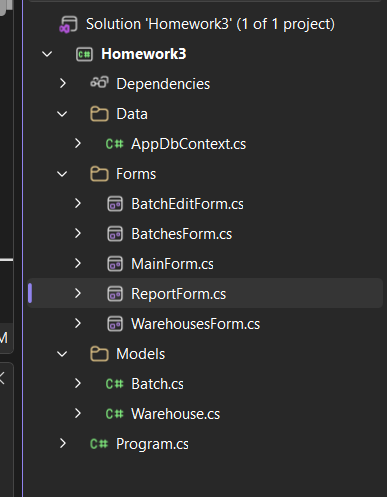 Solution 'Homework3' (1 of 1 project)
Homework3
Dependencies
Data
C# AppDbContext.cs
Forms
BatchEditForm.cs
BatchesForm.cs
MainForm.cs
ReportForm.cs
M
WarehousesForm.cs
Models
C# Batch.cs
C# Warehouse.cs
C# Program.cs